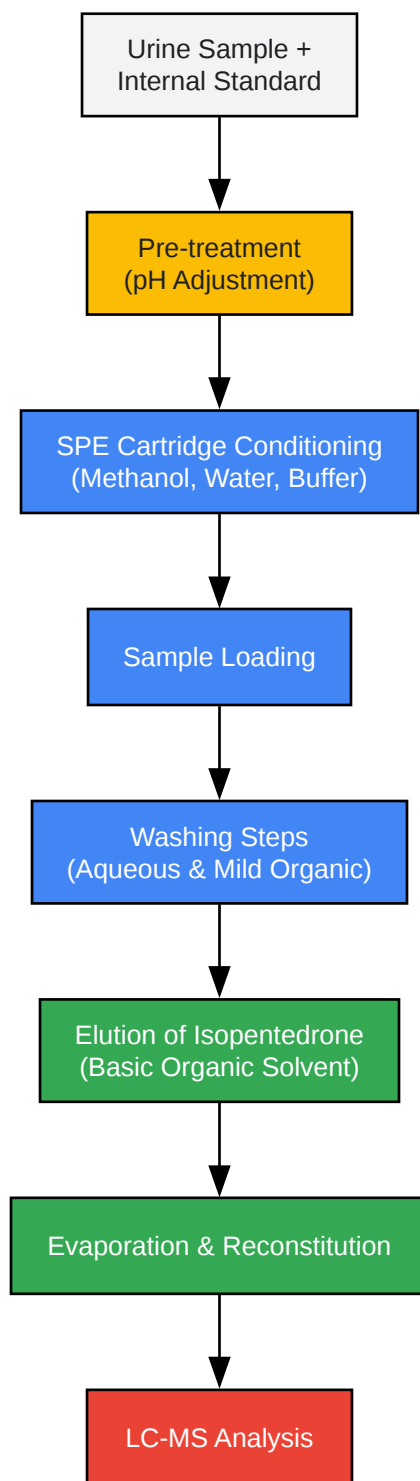 Urine Sample +
Internal Standard
Pre-treatment
(pH Adjustment)
SPE Cartridge Conditioning
(Methanol, Water, Buffer)
Sample Loading
Washing Steps
(Aqueous & Mild Organic)
Elution of Isopentedrone
(Basic Organic Solvent)
Evaporation & Reconstitution
LC-MS Analysis